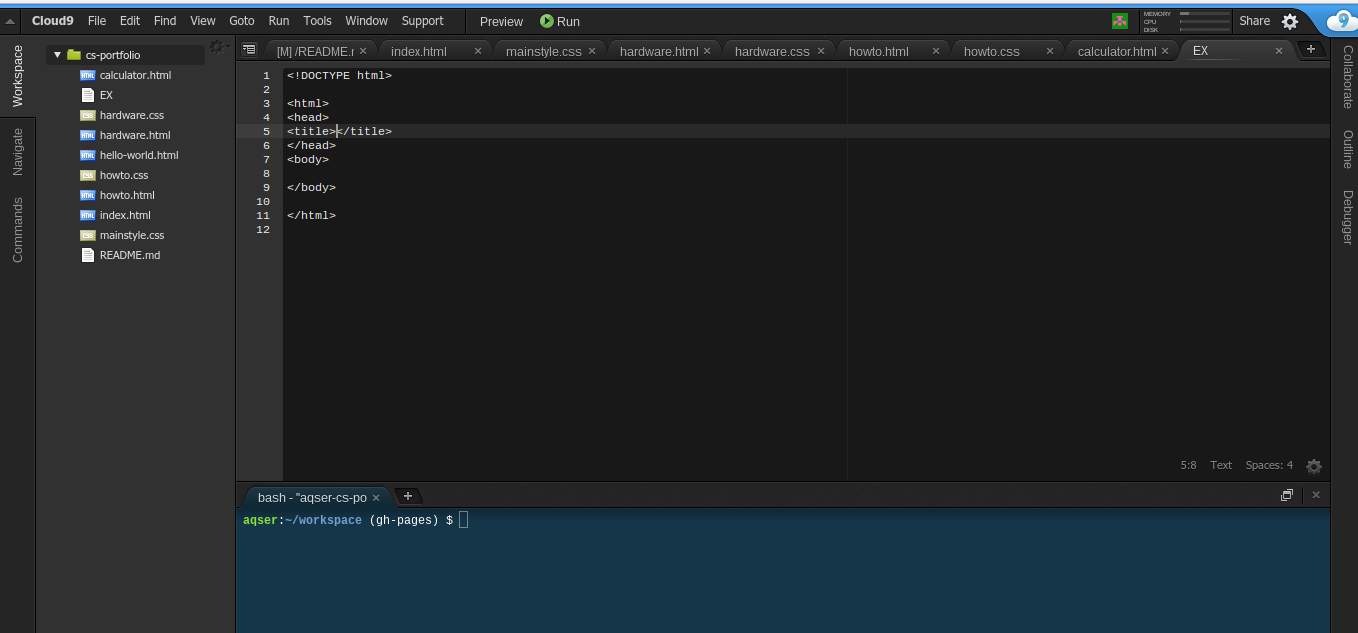 Cloud9 File Edit Find View Goto Run Tools Window Support Preview Run MEMORY CPU DISK Share 9
[M] /README.r × index.html × mainstyle.css × hardware.html × hardware.css × howto.html × howto.css × calculator.html × EX × +
Workspace
Navigate
Commands
cs-portfolio
calculator.html
EX
hardware.css
hardware.html
hello-world.html
howto.css
howto.html
index.html
mainstyle.css
README.md
1 <!DOCTYPE html>
2
3 <html>
4 <head>
5 <title></title>
6 </head>
7 <body>
8
9 </body>
10
11 </html>
12
5:8 Text Spaces: 4
Collaborate
Outline
Debugger
bash - "aqser-cs-po × +
aqser:~/workspace (gh-pages) $